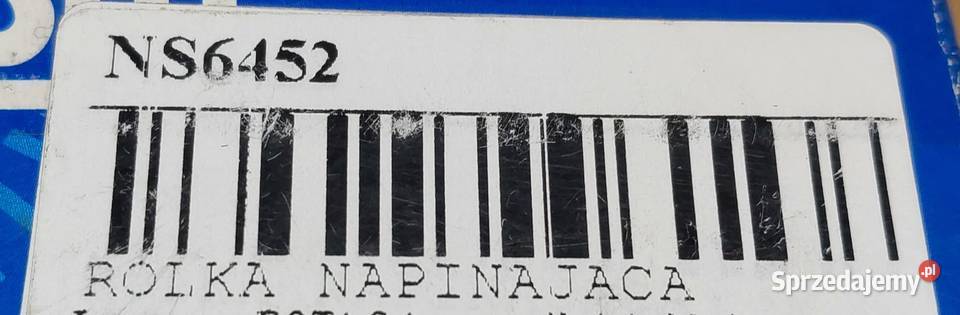 NS6452
ROLKA NAPINAJACA
Sprzedajemy.pl